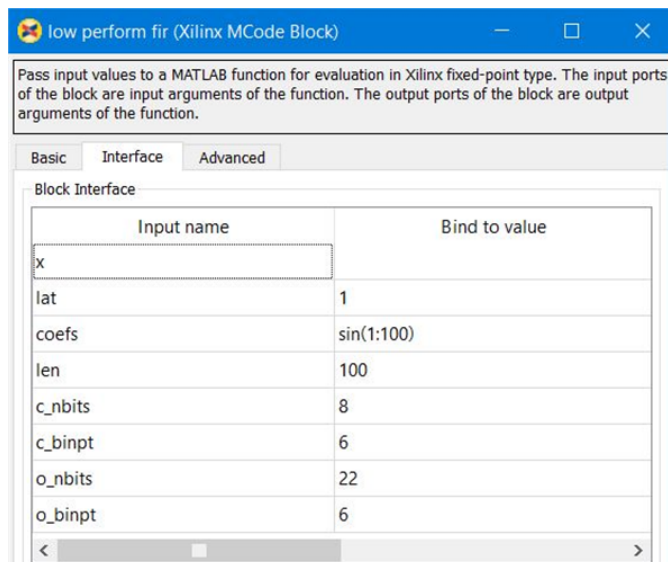 low perform fir (Xilinx MCode Block)
Pass input values to a MATLAB function for evaluation in Xilinx fixed-point type. The input ports
of the block are input arguments of the function. The output ports of the block are output
arguments of the function.
Basic Interface Advanced
Block Interface
Input name Bind to value
x
lat 1
coefs sin(1:100)
len 100
c_nbits 8
c_binpt 6
o_nbits 22
o_binpt 6